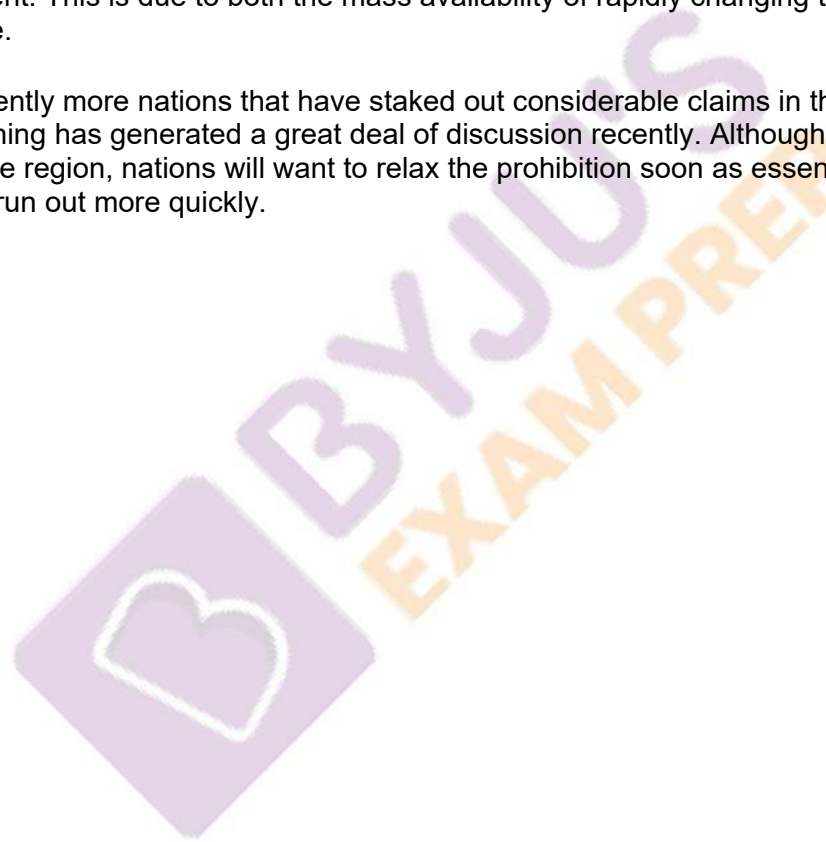 ent. This is due to both the mass availability of rapidly changing t
e.
ently more nations that have staked out considerable claims in th
ning has generated a great deal of discussion recently. Although
e region, nations will want to relax the prohibition soon as essen
run out more quickly.
BYJU'S
EXAM PREP